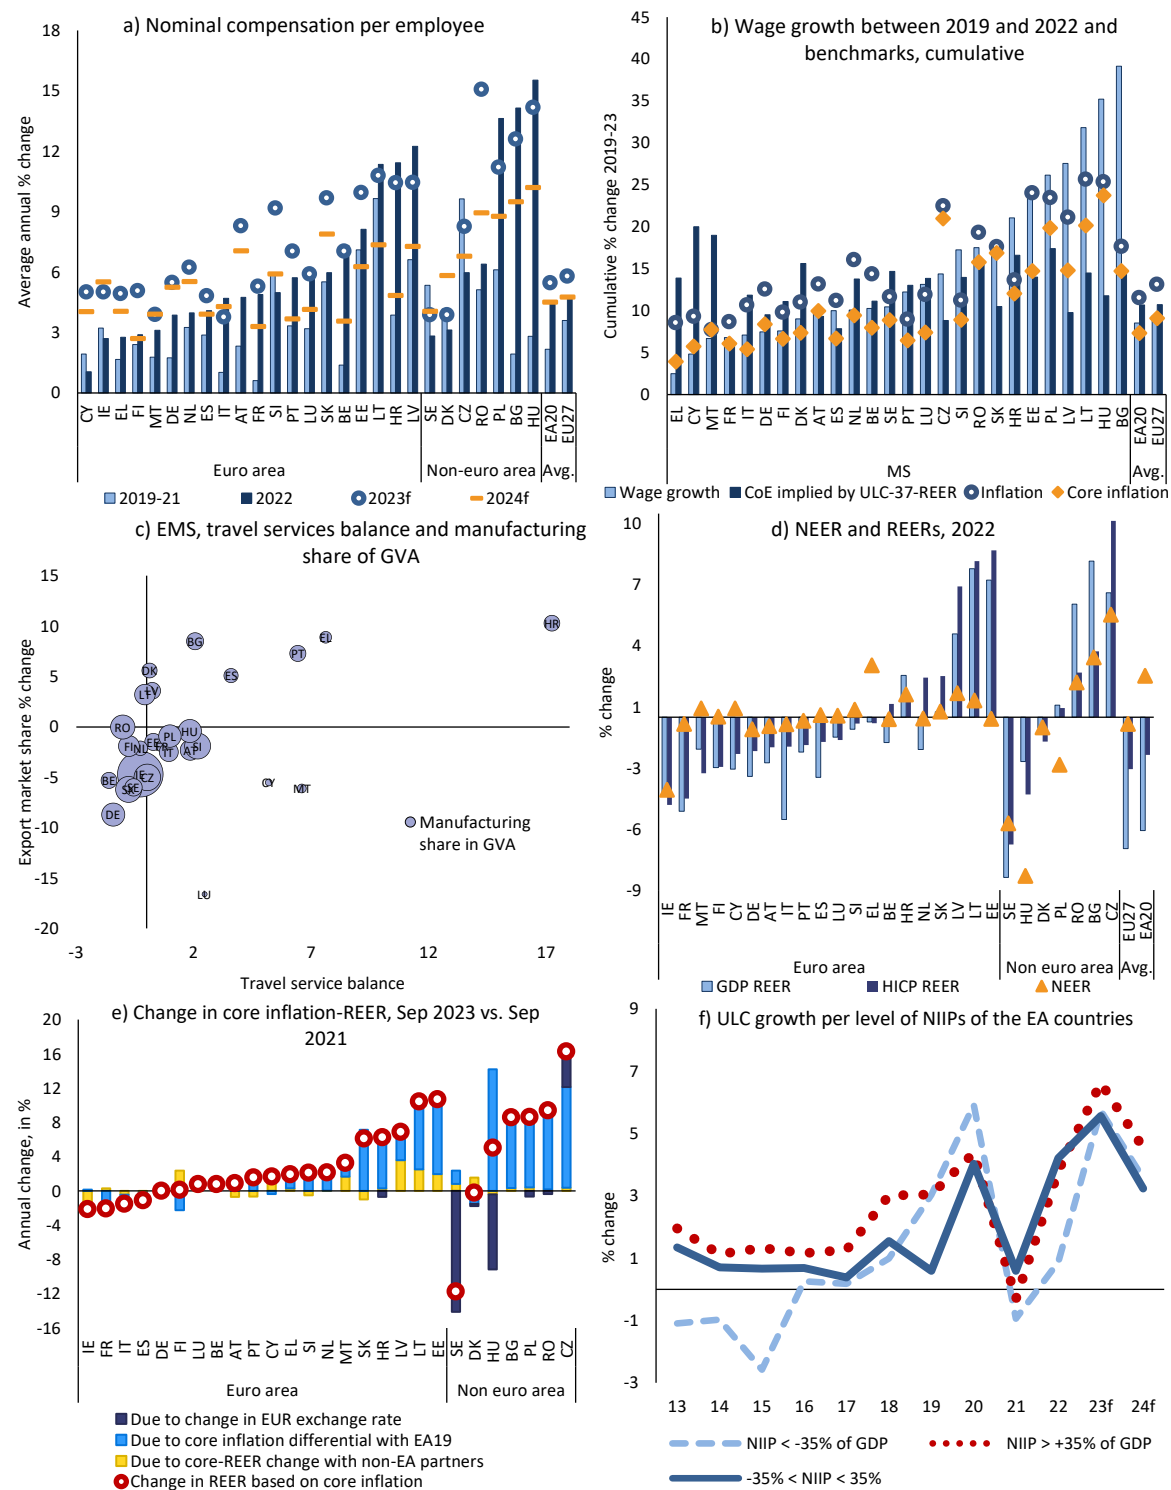 a) Nominal compensation per employee
Average annual % change
18
15
12
9
6
3
0
CY IE EL FI MT DE NL ES IT AT FR SI PT LU SK BE EE LT HR LV SE DK CZ RO PL BG HU EA20 EU27
Euro area Non-euro area Avg.
2019-21 2022 2023f 2024f
b) Wage growth between 2019 and 2022 and
benchmarks, cumulative
Cumulative % change 2019-23
45
40
35
30
25
20
15
10
5
0
EL CY MT FR IT DE FI DK AT ES NL BE SE PT LU CZ SI RO SK HR EE PL LV LT HU BG EA20 EU27
MS Avg.
Wage growth CoE implied by ULC-37-REER Inflation Core inflation
c) EMS, travel services balance and manufacturing
share of GVA
Export market share % change
15
10
5
0
-5
-10
-15
-20
HR
BG EL
PT
DK ES
LV
LT
RO HU
PL
EE
FI NL FR IT AT SI
IE CZ
BE CY
SK SE MT
DE
LU
Manufacturing
share in GVA
-3 2 7 12 17
Travel service balance
d) NEER and REERs, 2022
% change
10
7
4
1
-3
-6
-9
IE FR MT FI CY DE AT IT PT ES LU SI EL BE HR NL SK LV LT EE SE HU DK PL RO BG CZ EU27 EA20
Euro area Non euro area Avg.
GDP REER HICP REER NEER
e) Change in core inflation-REER, Sep 2023 vs. Sep
2021
Annual change, in %
20
16
12
8
4
0
-4
-8
-12
-16
IE FR IT ES DE FI LU BE AT PT CY EL SI NL MT SK HR LV LT EE SE DK HU BG PL RO CZ
Euro area Non euro area
Due to change in EUR exchange rate
Due to core inflation differential with EA19
Due to core-REER change with non-EA partners
Change in REER based on core inflation
f) ULC growth per level of NIIPs of the EA countries
% change
9
7
5
3
1
-1
-3
13 14 15 16 17 18 19 20 21 22 23f 24f
NIIP < -35% of GDP NIIP > +35% of GDP
-35% < NIIP < 35%